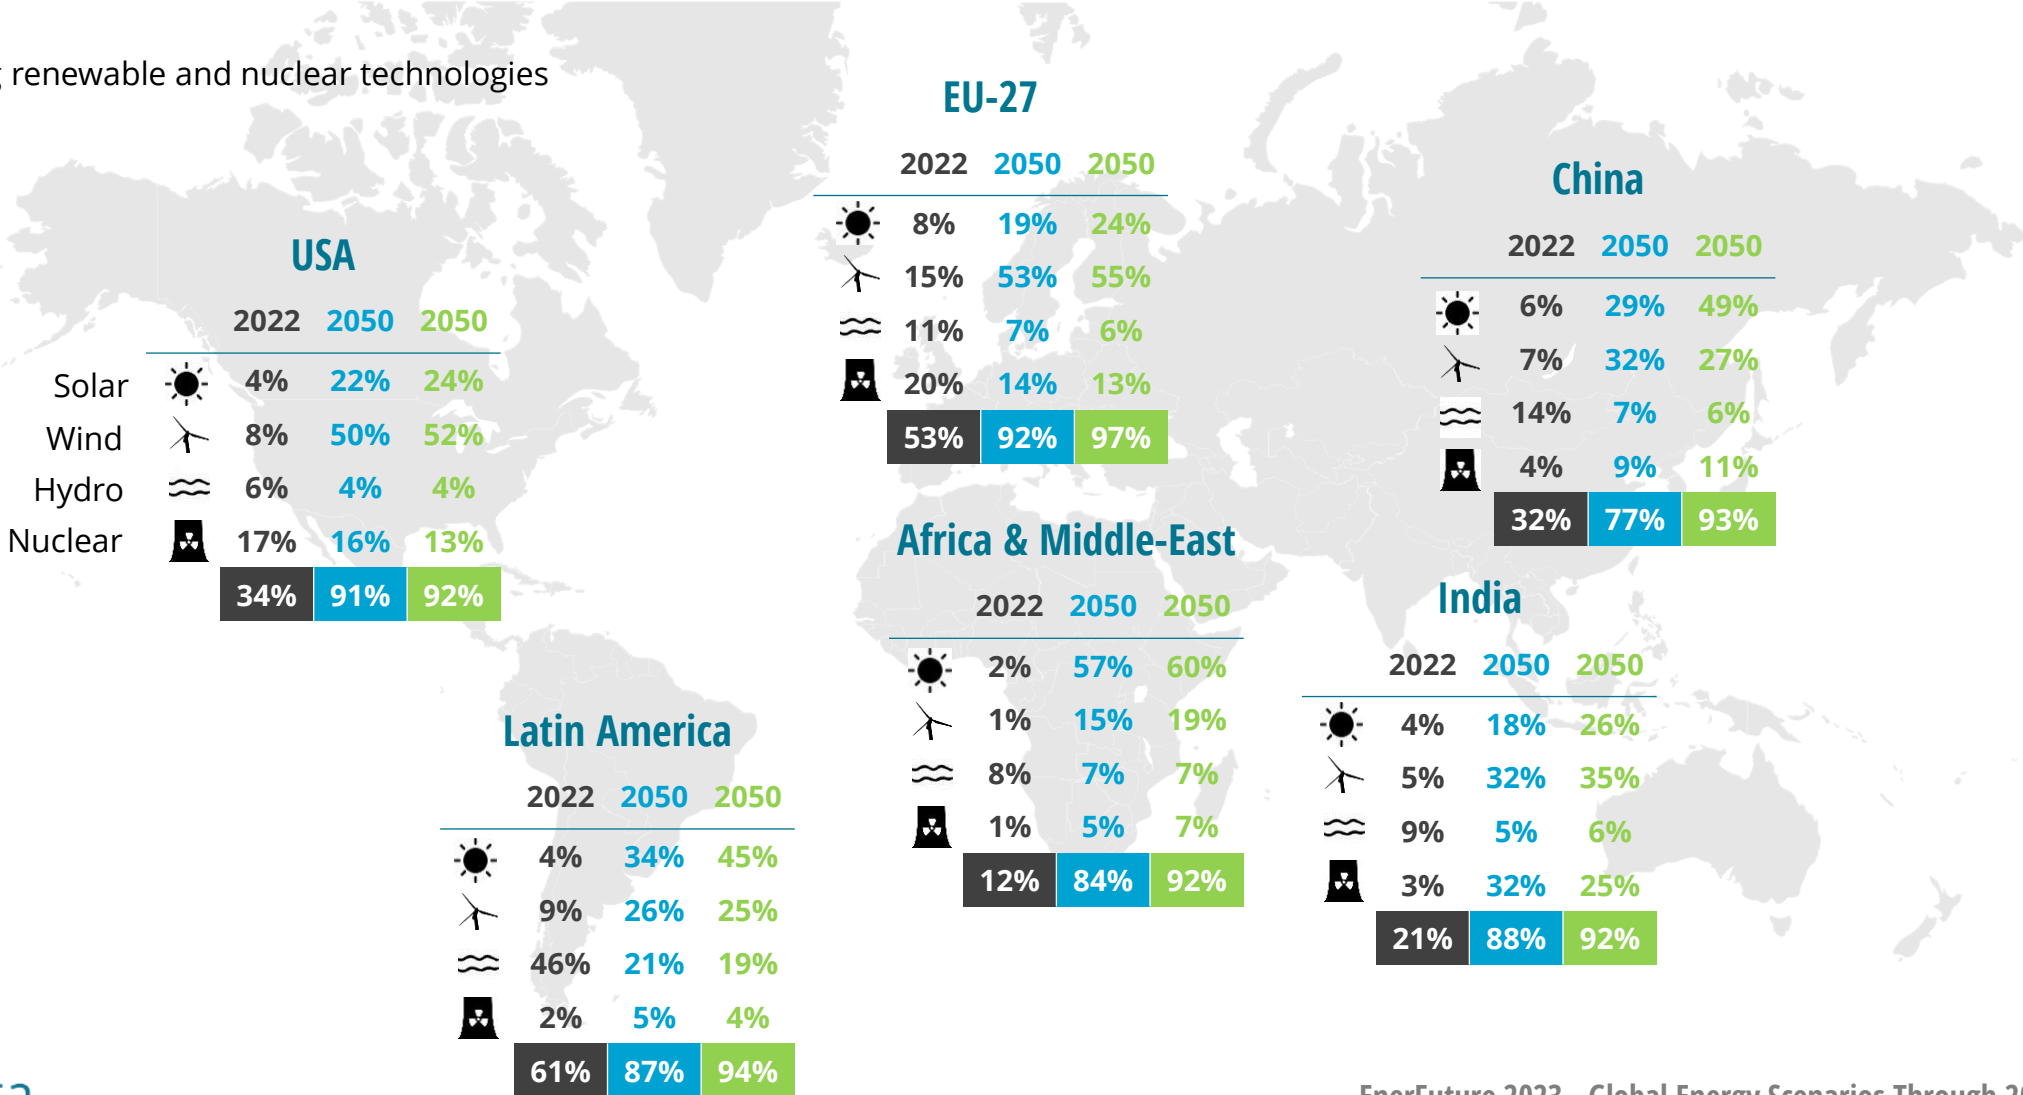 renewable and nuclear technologies
EU-27
2022 2050 2050
8% 19% 24%
15% 53% 55%
11% 7% 6%
20% 14% 13%
53% 92% 97%
China
2022 2050 2050
6% 29% 49%
7% 32% 27%
14% 7% 6%
4% 9% 11%
32% 77% 93%
USA
2022 2050 2050
Solar 4% 22% 24%
Wind 8% 50% 52%
Hydro 6% 4% 4%
Nuclear 17% 16% 13%
34% 91% 92%
Africa & Middle-East
2022 2050 2050
2% 57% 60%
1% 15% 19%
8% 7% 7%
1% 5% 7%
12% 84% 92%
India
2022 2050 2050
4% 18% 26%
5% 32% 35%
9% 5% 6%
3% 32% 25%
21% 88% 92%
Latin America
2022 2050 2050
4% 34% 45%
9% 26% 25%
46% 21% 19%
2% 5% 4%
61% 87% 94%
EnerFuture 2023 - Global Energy Scenarios Through